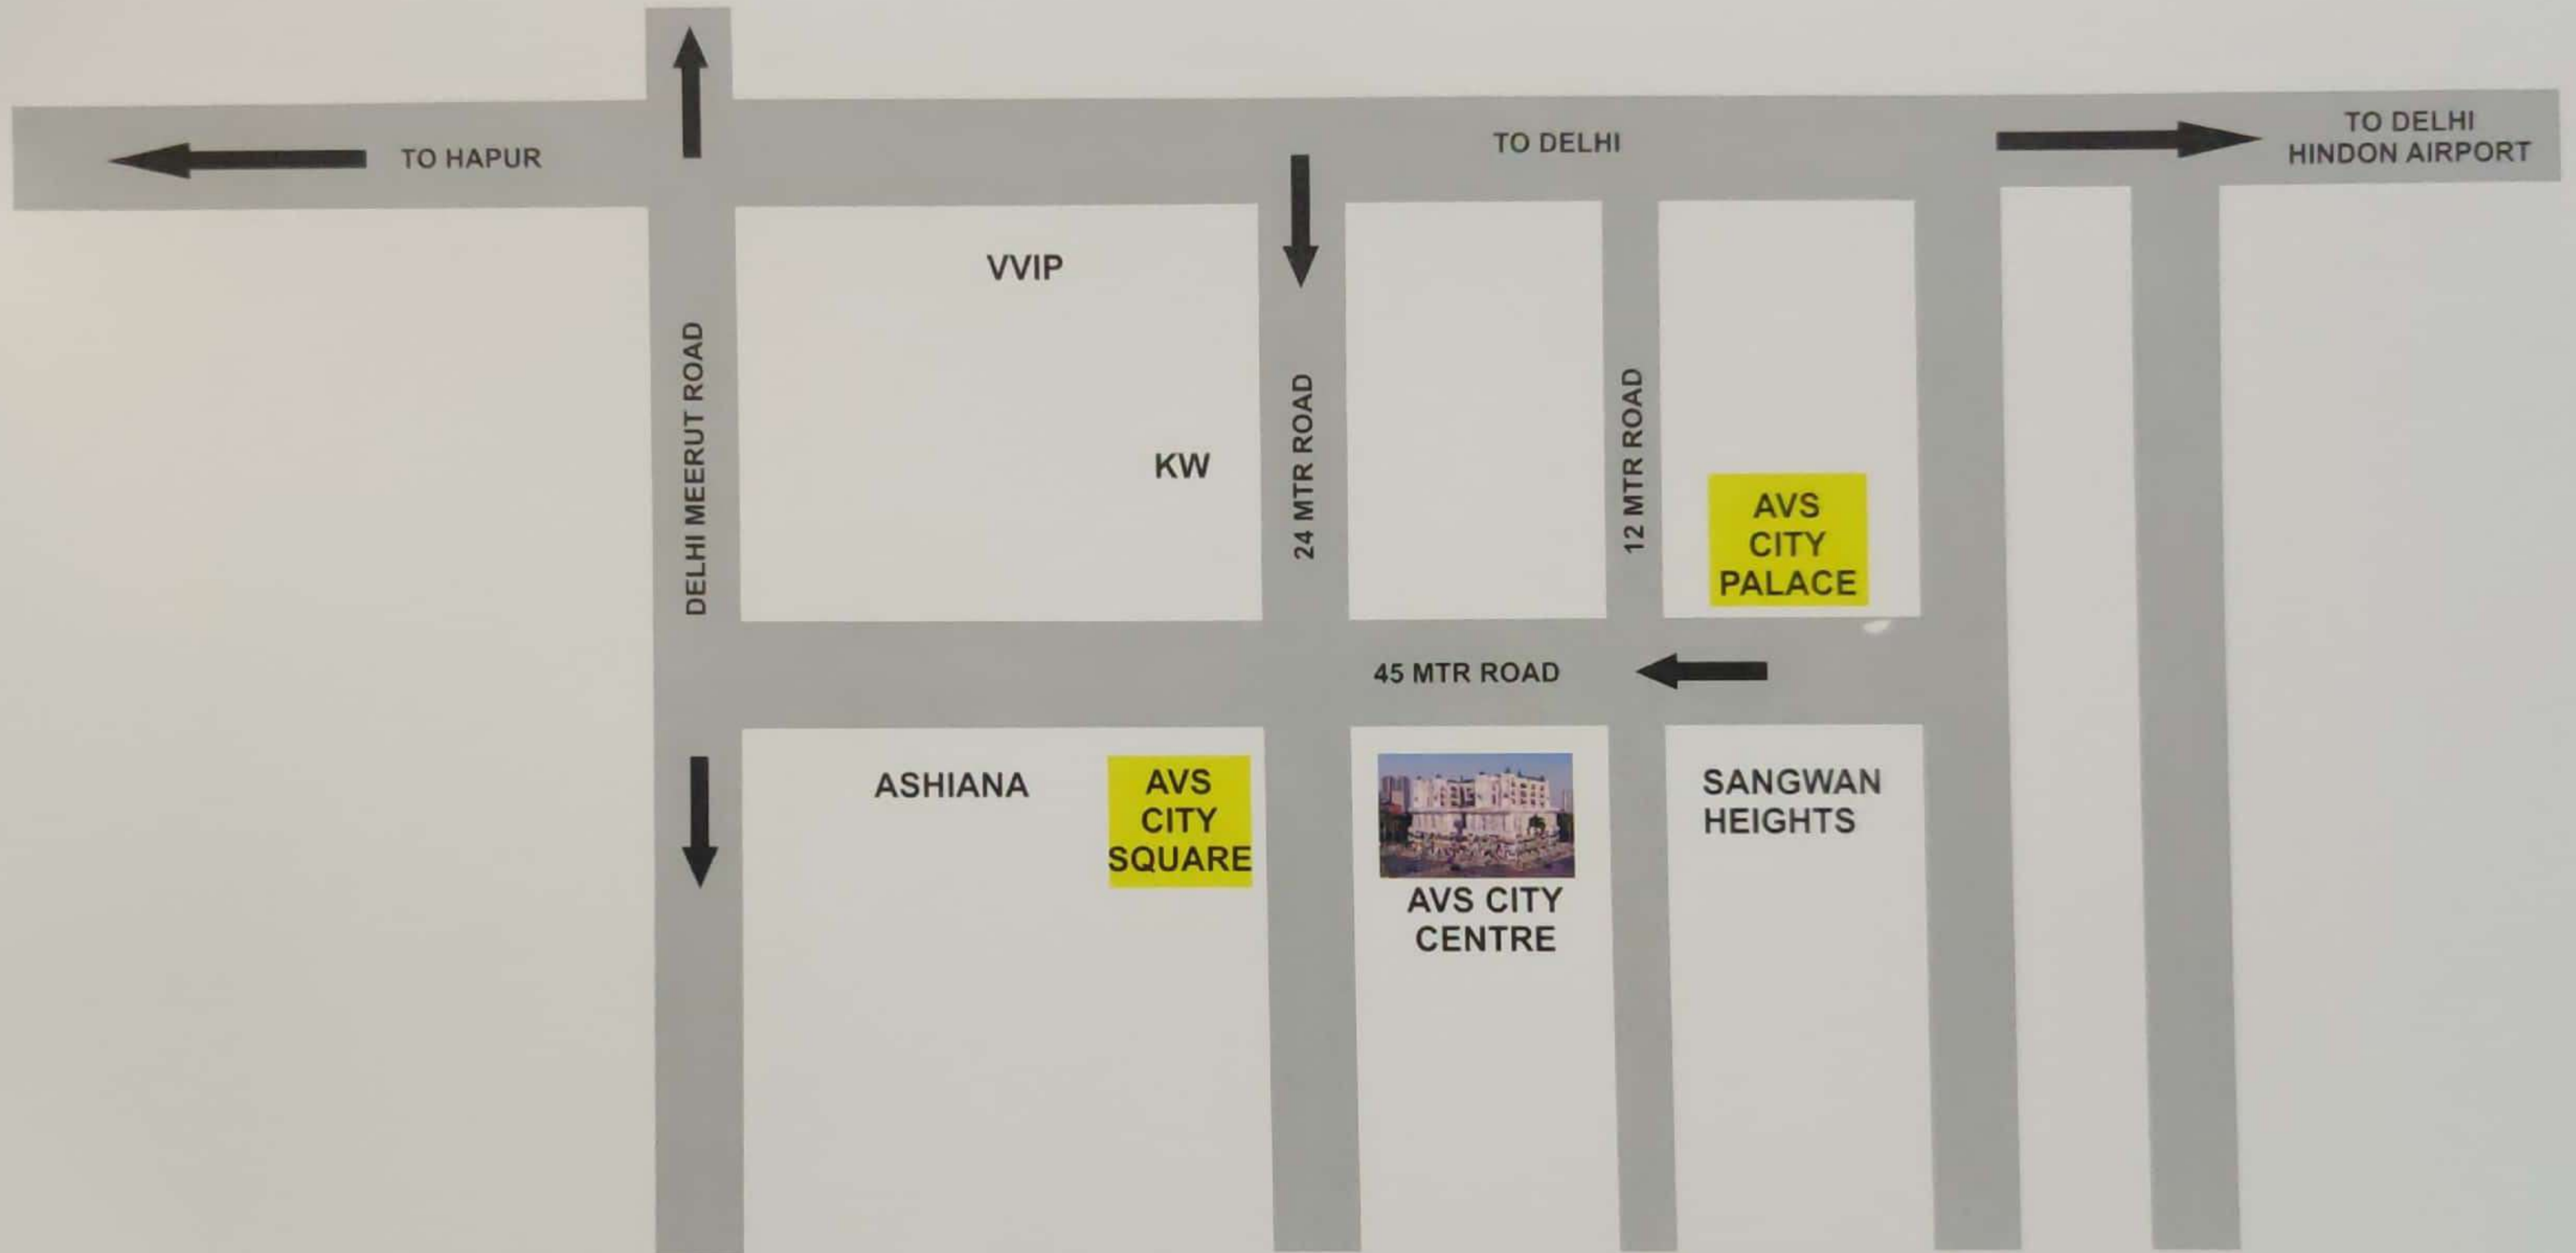 TO HAPUR
TO DELHI
TO DELHI
HINDON AIRPORT
VVIP
KW
DELHI MEERUT ROAD
24 MTR ROAD
12 MTR ROAD
AVS
CITY
PALACE
45 MTR ROAD
ASHIANA
AVS
CITY
SQUARE
AVS CITY
CENTRE
SANGWAN
HEIGHTS